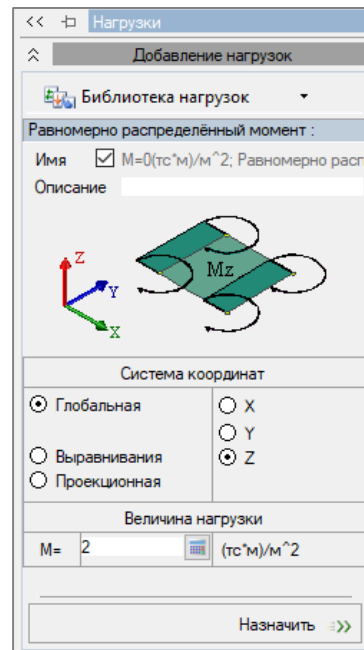 << Нагрузки
Добавление нагрузок
Библиотека нагрузок
Равномерно распределённый момент :
Имя M=0(тс*м)/м^2; Равномерно расп
Описание
Z
Y
X
Mz
Система координат
Глобальная X
Y
Выравнивания Z
Проекционная
Величина нагрузки
M= 2 (тс*м)/м^2
Назначить